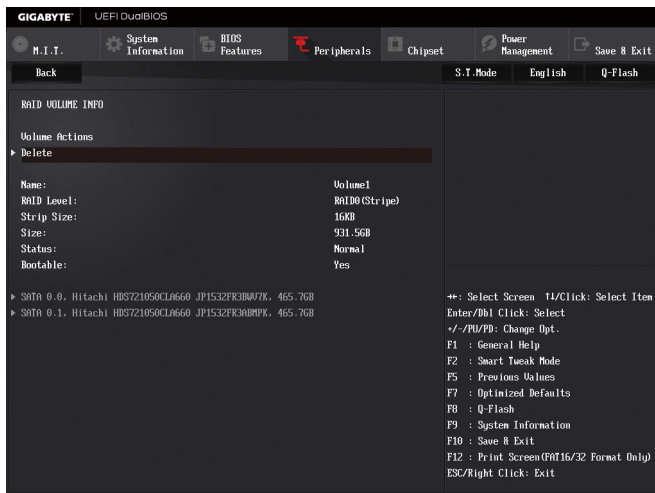 GIGABYTE™ UEFI DualBIOS
M.I.T. System Information BIOS Features Peripherals Chipset Power Management Save & Exit
Back S.T.Mode English Q-Flash
RAID VOLUME INFO
Volume Actions
▶ Delete
Name: Volume1
RAID Level: RAID0(Stripe)
Strip Size: 16KB
Size: 931.5GB
Status: Normal
Bootable: Yes
▶ SATA 0.0, Hitachi HDS721050CLA660 JP1532FR3BWV7K, 465.7GB
▶ SATA 0.1, Hitachi HDS721050CLA660 JP1532FR3ABMPK, 465.7GB
→←: Select Screen ↑↓/Click: Select Item
Enter/Dbl Click: Select
+/-/PU/PD: Change Opt.
F1 : General Help
F2 : Smart Tweak Mode
F5 : Previous Values
F7 : Optimized Defaults
F8 : Q-Flash
F9 : System Information
F10 : Save & Exit
F12 : Print Screen(FAT16/32 Format Only)
ESC/Right Click: Exit